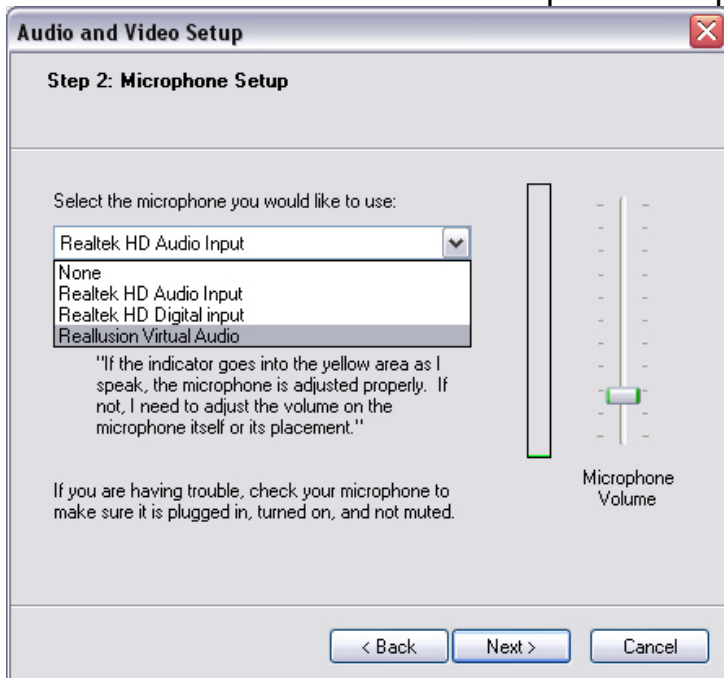 Audio and Video Setup
Step 2: Microphone Setup
Select the microphone you would like to use:
Realtek HD Audio Input
None
Realtek HD Audio Input
Realtek HD Digital input
Reallusion Virtual Audio
"If the indicator goes into the yellow area as I
speak, the microphone is adjusted properly.  If
not, I need to adjust the volume on the
microphone itself or its placement."
If you are having trouble, check your microphone to
make sure it is plugged in, turned on, and not muted.
Microphone
Volume
< Back
Next >
Cancel